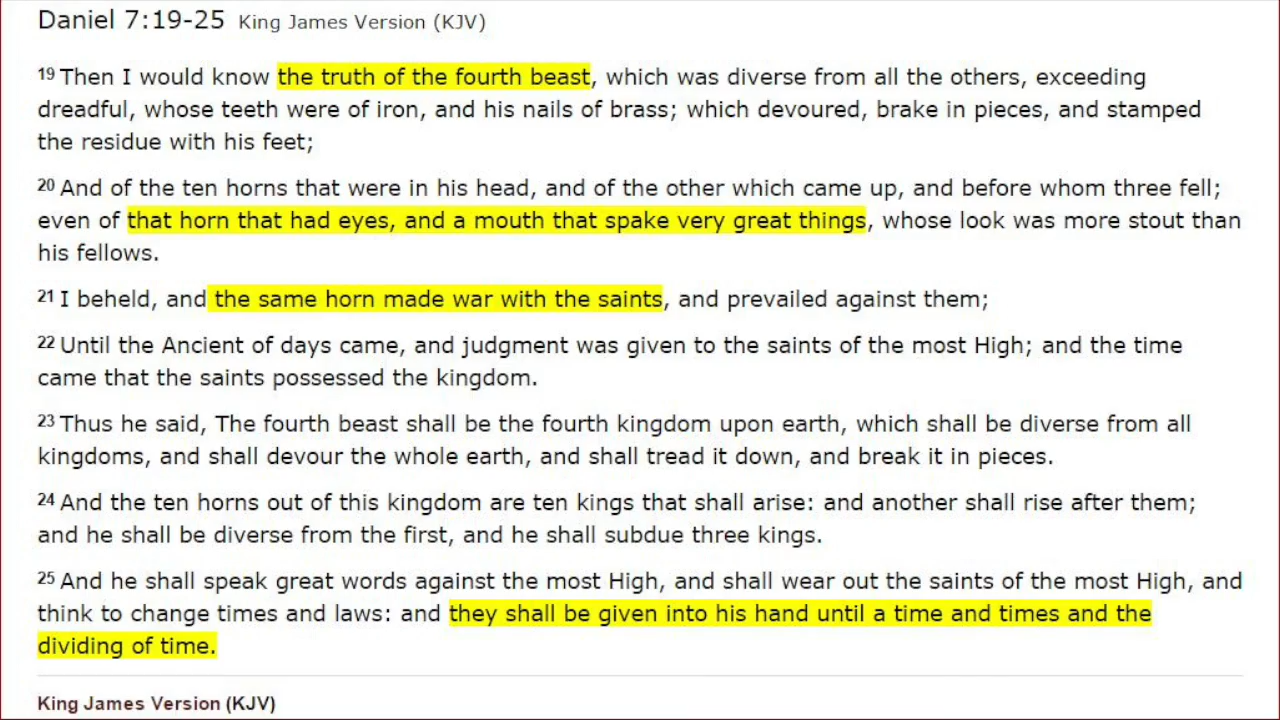 Daniel 7:19-25 King James Version (KJV)
19 Then I would know the truth of the fourth beast, which was diverse from all the others, exceeding
dreadful, whose teeth were of iron, and his nails of brass; which devoured, brake in pieces, and stamped
the residue with his feet;
20 And of the ten horns that were in his head, and of the other which came up, and before whom three fell;
even of that horn that had eyes, and a mouth that spake very great things, whose look was more stout than
his fellows.
21 I beheld, and the same horn made war with the saints, and prevailed against them;
22 Until the Ancient of days came, and judgment was given to the saints of the most High; and the time
came that the saints possessed the kingdom.
23 Thus he said, The fourth beast shall be the fourth kingdom upon earth, which shall be diverse from all
kingdoms, and shall devour the whole earth, and shall tread it down, and break it in pieces.
24 And the ten horns out of this kingdom are ten kings that shall arise: and another shall rise after them;
and he shall be diverse from the first, and he shall subdue three kings.
25 And he shall speak great words against the most High, and shall wear out the saints of the most High, and
think to change times and laws: and they shall be given into his hand until a time and times and the
dividing of time.
King James Version (KJV)